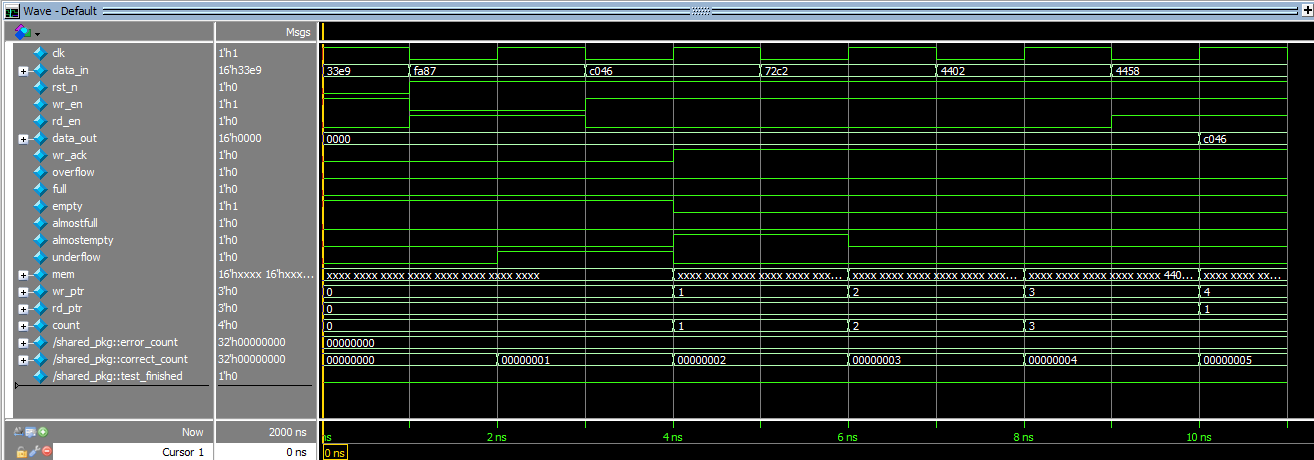 Wave - Default
Msgs
clk 1'h1
data_in 16'h33e9 33e9 fa87 c046 72c2 4402 4458
rst_n 1'h0
wr_en 1'h1
rd_en 1'h0
data_out 16'h0000 0000 c046
wr_ack 1'h0
overflow 1'h0
full 1'h0
empty 1'h1
almostfull 1'h0
almostempty 1'h0
underflow 1'h0
mem 16'hxxxx 16'hxxx... xxxx xxxx xxxx xxxx xxxx xxxx xxxx xxxx xxxx xxxx xxxx xxxx xxxx xxx... xxxx xxxx xxxx xxxx xxxx xxx... xxxx xxxx xxxx xxxx xxxx 440... xxxx xxxx xx...
wr_ptr 3'h0 0 1 2 3 4
rd_ptr 3'h0 0 1
count 4'h0 0 1 2 3
/shared_pkg::error_count 32'h00000000 00000000
/shared_pkg::correct_count 32'h00000000 00000000 00000001 00000002 00000003 00000004 00000005
/shared_pkg::test_finished 1'h0
Now 2000 ns ns 2 ns 4 ns 6 ns 8 ns 10 ns
Cursor 1 0 ns 0 ns